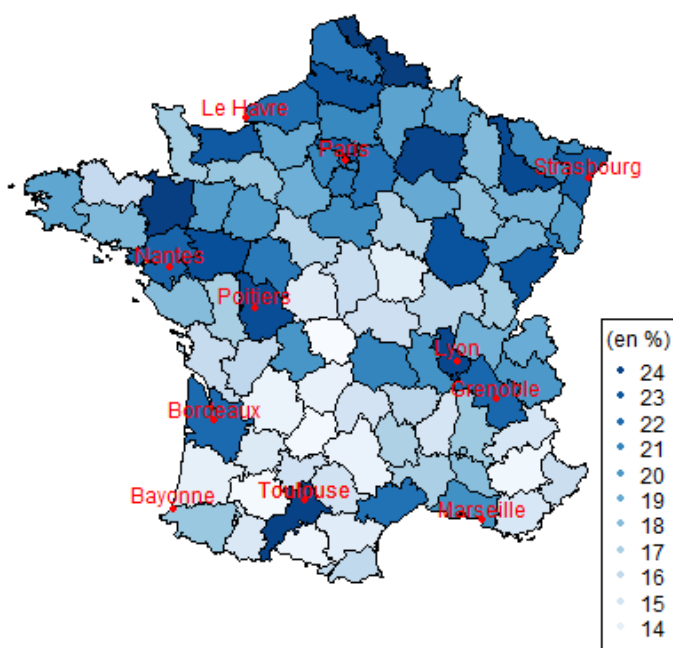 Le Havre
Paris
Strasbourg
Nantes
Poitiers
Lyon
Grenoble
Bordeaux
Bayonne
Toulouse
Marseille
(en %)
24
23
22
21
20
19
18
17
16
15
14